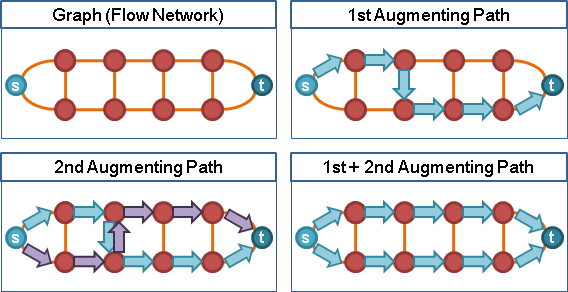 Graph (Flow Network)
1st Augmenting Path
s
t
s
t
2nd Augmenting Path
1st + 2nd Augmenting Path
s
t
s
t